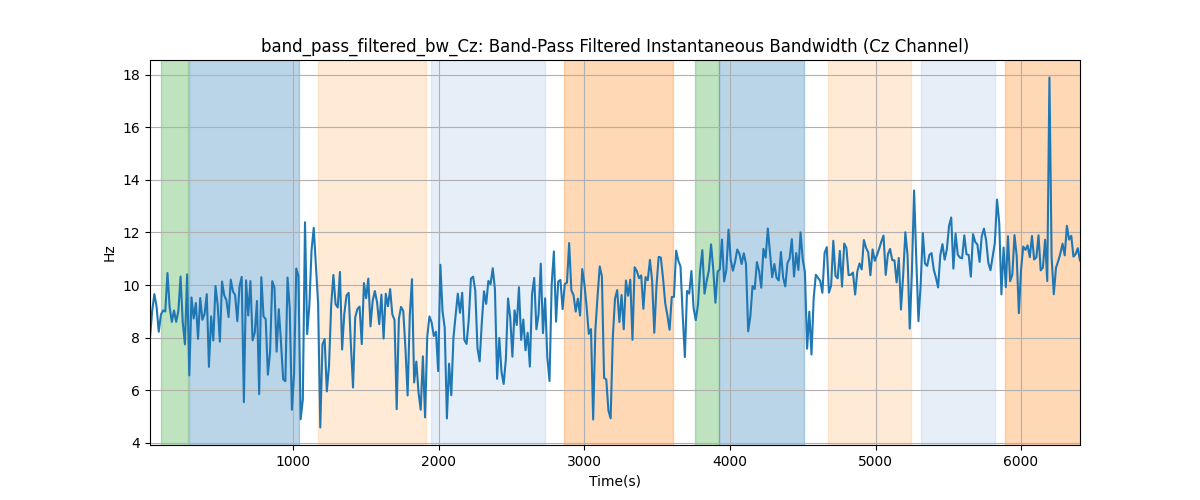 band_pass_filtered_bw_Cz: Band-Pass Filtered Instantaneous Bandwidth (Cz Channel)
18
16
14
12
10
8
6
4
Hz
1000 2000 3000 4000 5000 6000
Time(s)